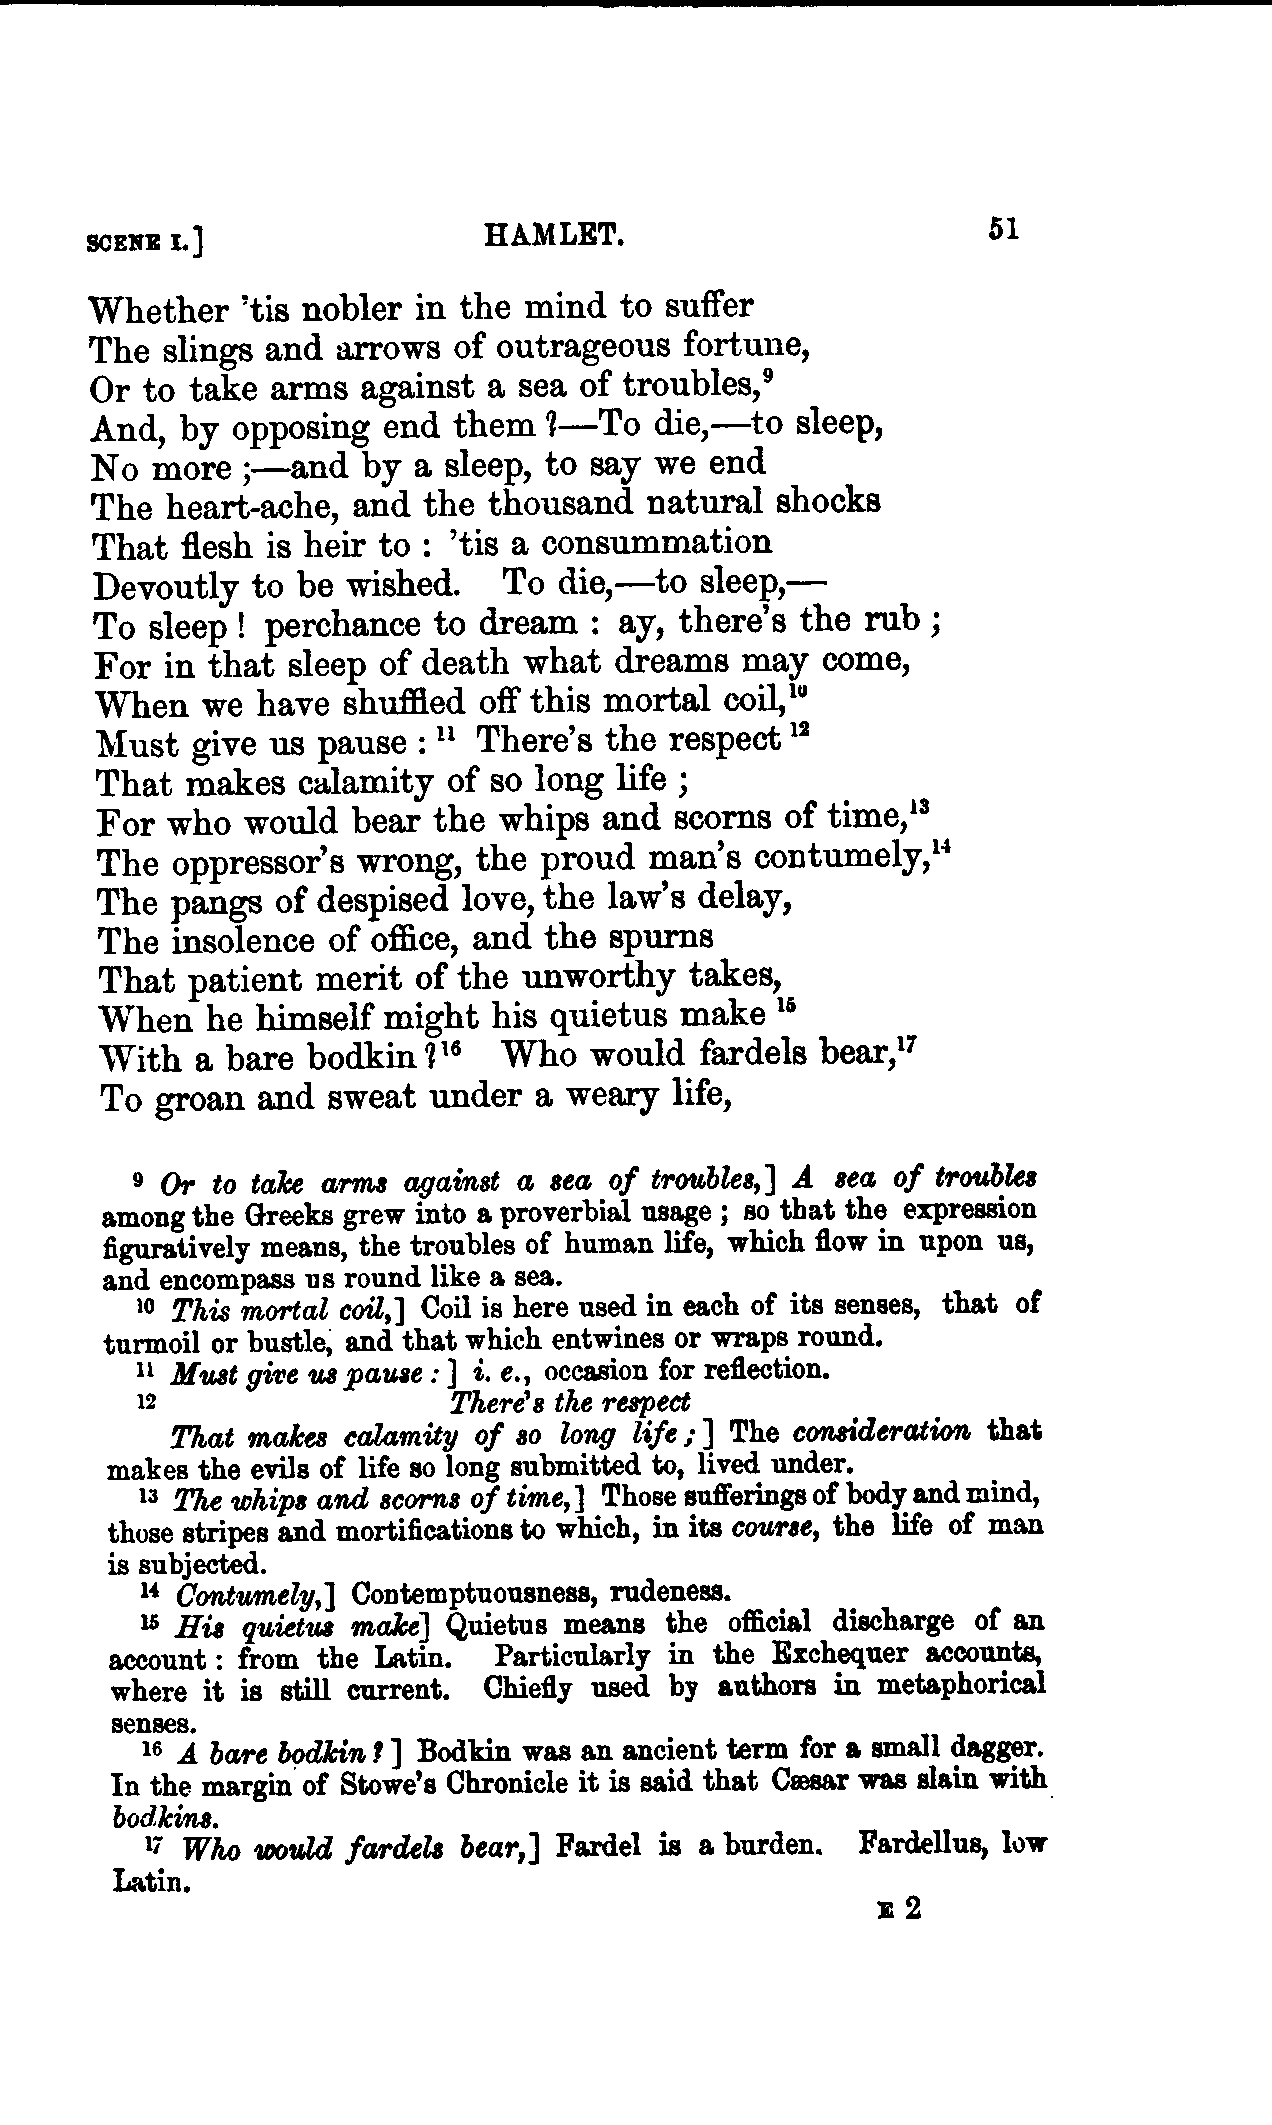 SCENE I.] HAMLET. 51
Whether 'tis nobler in the mind to suffer
The slings and arrows of outrageous fortune,
Or to take arms against a sea of troubles,⁹
And, by opposing end them?—To die,—to sleep,
No more;—and by a sleep, to say we end
The heart-ache, and the thousand natural shocks
That flesh is heir to: 'tis a consummation
Devoutly to be wished. To die,—to sleep,—
To sleep! perchance to dream: ay, there's the rub;
For in that sleep of death what dreams may come,
When we have shuffled off this mortal coil,¹⁰
Must give us pause:¹¹ There's the respect¹²
That makes calamity of so long life;
For who would bear the whips and scorns of time,¹³
The oppressor's wrong, the proud man's contumely,¹⁴
The pangs of despised love, the law's delay,
The insolence of office, and the spurns
That patient merit of the unworthy takes,
When he himself might his quietus make¹⁵
With a bare bodkin?¹⁶ Who would fardels bear,¹⁷
To groan and sweat under a weary life,
⁹ Or to take arms against a sea of troubles,] A sea of troubles
among the Greeks grew into a proverbial usage; so that the expression
figuratively means, the troubles of human life, which flow in upon us,
and encompass us round like a sea.
¹⁰ This mortal coil,] Coil is here used in each of its senses, that of
turmoil or bustle, and that which entwines or wraps round.
¹¹ Must give us pause:] i. e., occasion for reflection.
¹² There's the respect
That makes calamity of so long life;] The consideration that
makes the evils of life so long submitted to, lived under.
¹³ The whips and scorns of time,] Those sufferings of body and mind,
those stripes and mortifications to which, in its course, the life of man
is subjected.
¹⁴ Contumely,] Contemptuousness, rudeness.
¹⁵ His quietus make] Quietus means the official discharge of an
account: from the Latin. Particularly in the Exchequer accounts,
where it is still current. Chiefly used by authors in metaphorical
senses.
¹⁶ A bare bodkin?] Bodkin was an ancient term for a small dagger.
In the margin of Stowe's Chronicle it is said that Cæsar was slain with
bodkins.
¹⁷ Who would fardels bear,] Fardel is a burden. Fardellus, low
Latin.
E 2